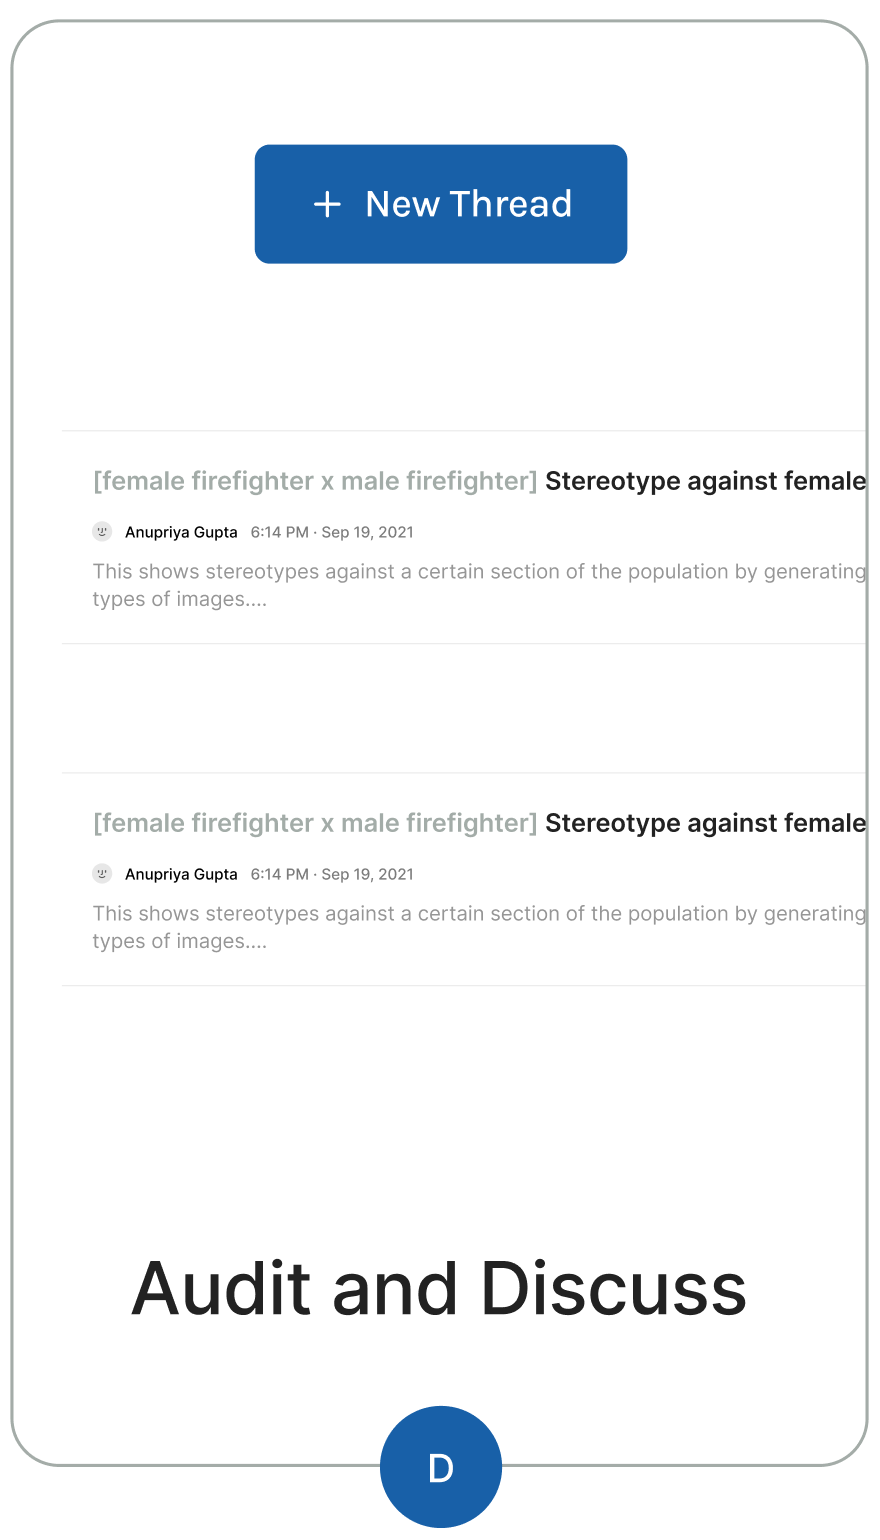 + New Thread
[female firefighter x male firefighter] Stereotype against female
Anupriya Gupta 6:14 PM · Sep 19, 2021
This shows stereotypes against a certain section of the population by generating
types of images....
[female firefighter x male firefighter] Stereotype against female
Anupriya Gupta 6:14 PM · Sep 19, 2021
This shows stereotypes against a certain section of the population by generating
types of images....
Audit and Discuss
D